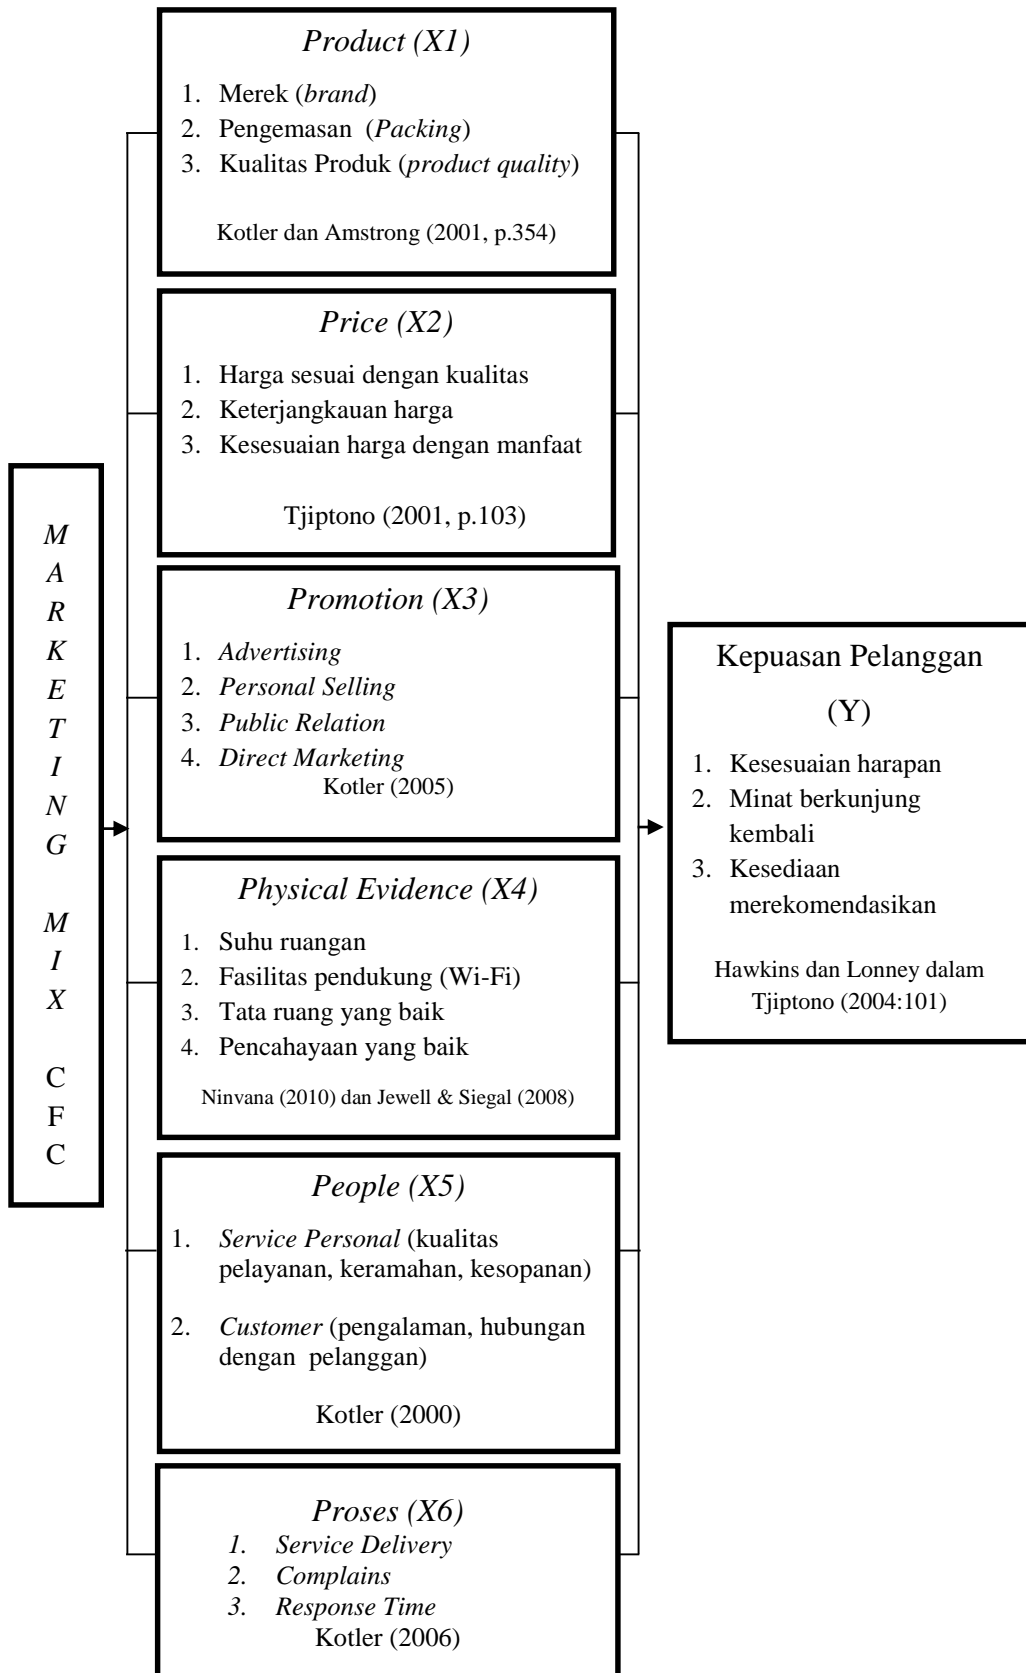 MARKETING MIX CFC
Product (X1)
1. Merek (brand)
2. Pengemasan (Packing)
3. Kualitas Produk (product quality)
Kotler dan Amstrong (2001, p.354)
Price (X2)
1. Harga sesuai dengan kualitas
2. Keterjangkauan harga
3. Kesesuaian harga dengan manfaat
Tjiptono (2001, p.103)
Promotion (X3)
1. Advertising
2. Personal Selling
3. Public Relation
4. Direct Marketing
Kotler (2005)
Physical Evidence (X4)
1. Suhu ruangan
2. Fasilitas pendukung (Wi-Fi)
3. Tata ruang yang baik
4. Pencahayaan yang baik
Ninvana (2010) dan Jewell & Siegal (2008)
People (X5)
1. Service Personal (kualitas
pelayanan, keramahan, kesopanan)
2. Customer (pengalaman, hubungan
dengan pelanggan)
Kotler (2000)
Proses (X6)
1. Service Delivery
2. Complains
3. Response Time
Kotler (2006)
Kepuasan Pelanggan
(Y)
1. Kesesuaian harapan
2. Minat berkunjung
kembali
3. Kesediaan
merekomendasikan
Hawkins dan Lonney dalam
Tjiptono (2004:101)